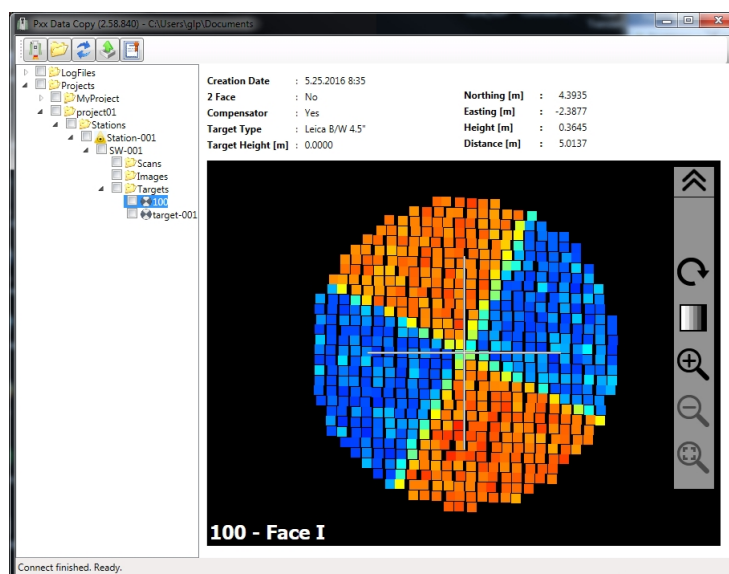 Pxx Data Copy (2.58.840) - C:\Users\glp\Documents
LogFiles
Projects
MyProject
project01
Stations
Station-001
SW-001
Scans
Images
Targets
100
target-001
Creation Date : 5.25.2016 8:35
2 Face : No
Compensator : Yes
Target Type : Leica B/W 4.5°
Target Height [m] : 0.0000
Northing [m] : 4.3935
Easting [m] : -2.3877
Height [m] : 0.3645
Distance [m] : 5.0137
100 - Face I
Connect finished. Ready.